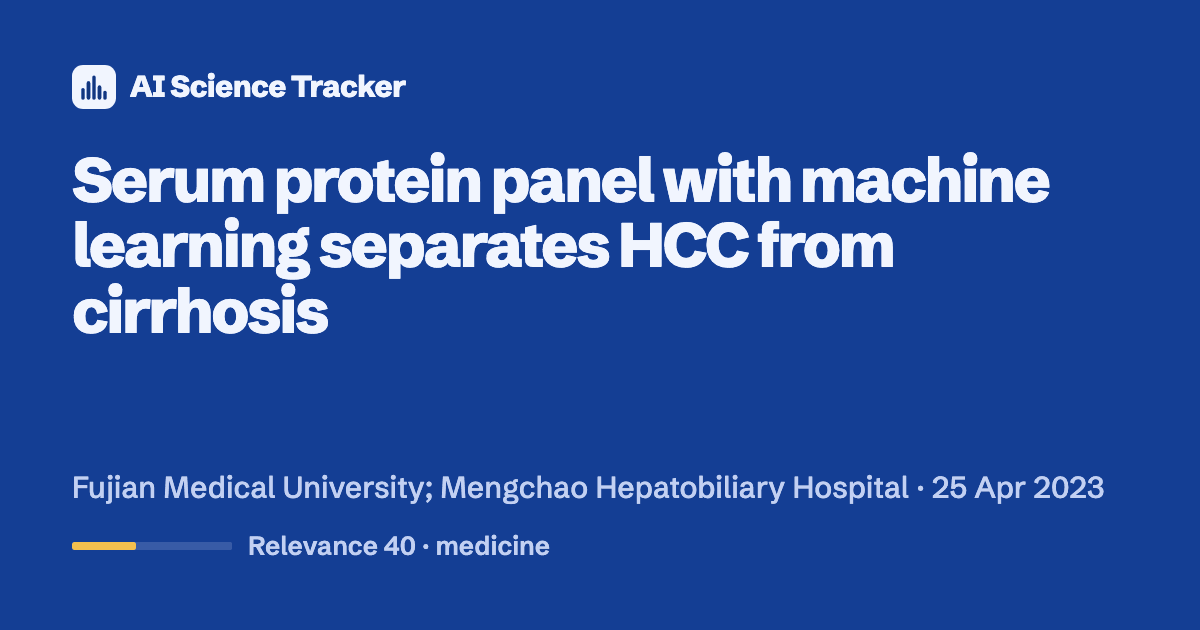 AI Science Tracker
Serum protein panel with machine
learning separates HCC from
cirrhosis
Fujian Medical University; Mengchao Hepatobiliary Hospital · 25 Apr 2023
Relevance 40 · medicine